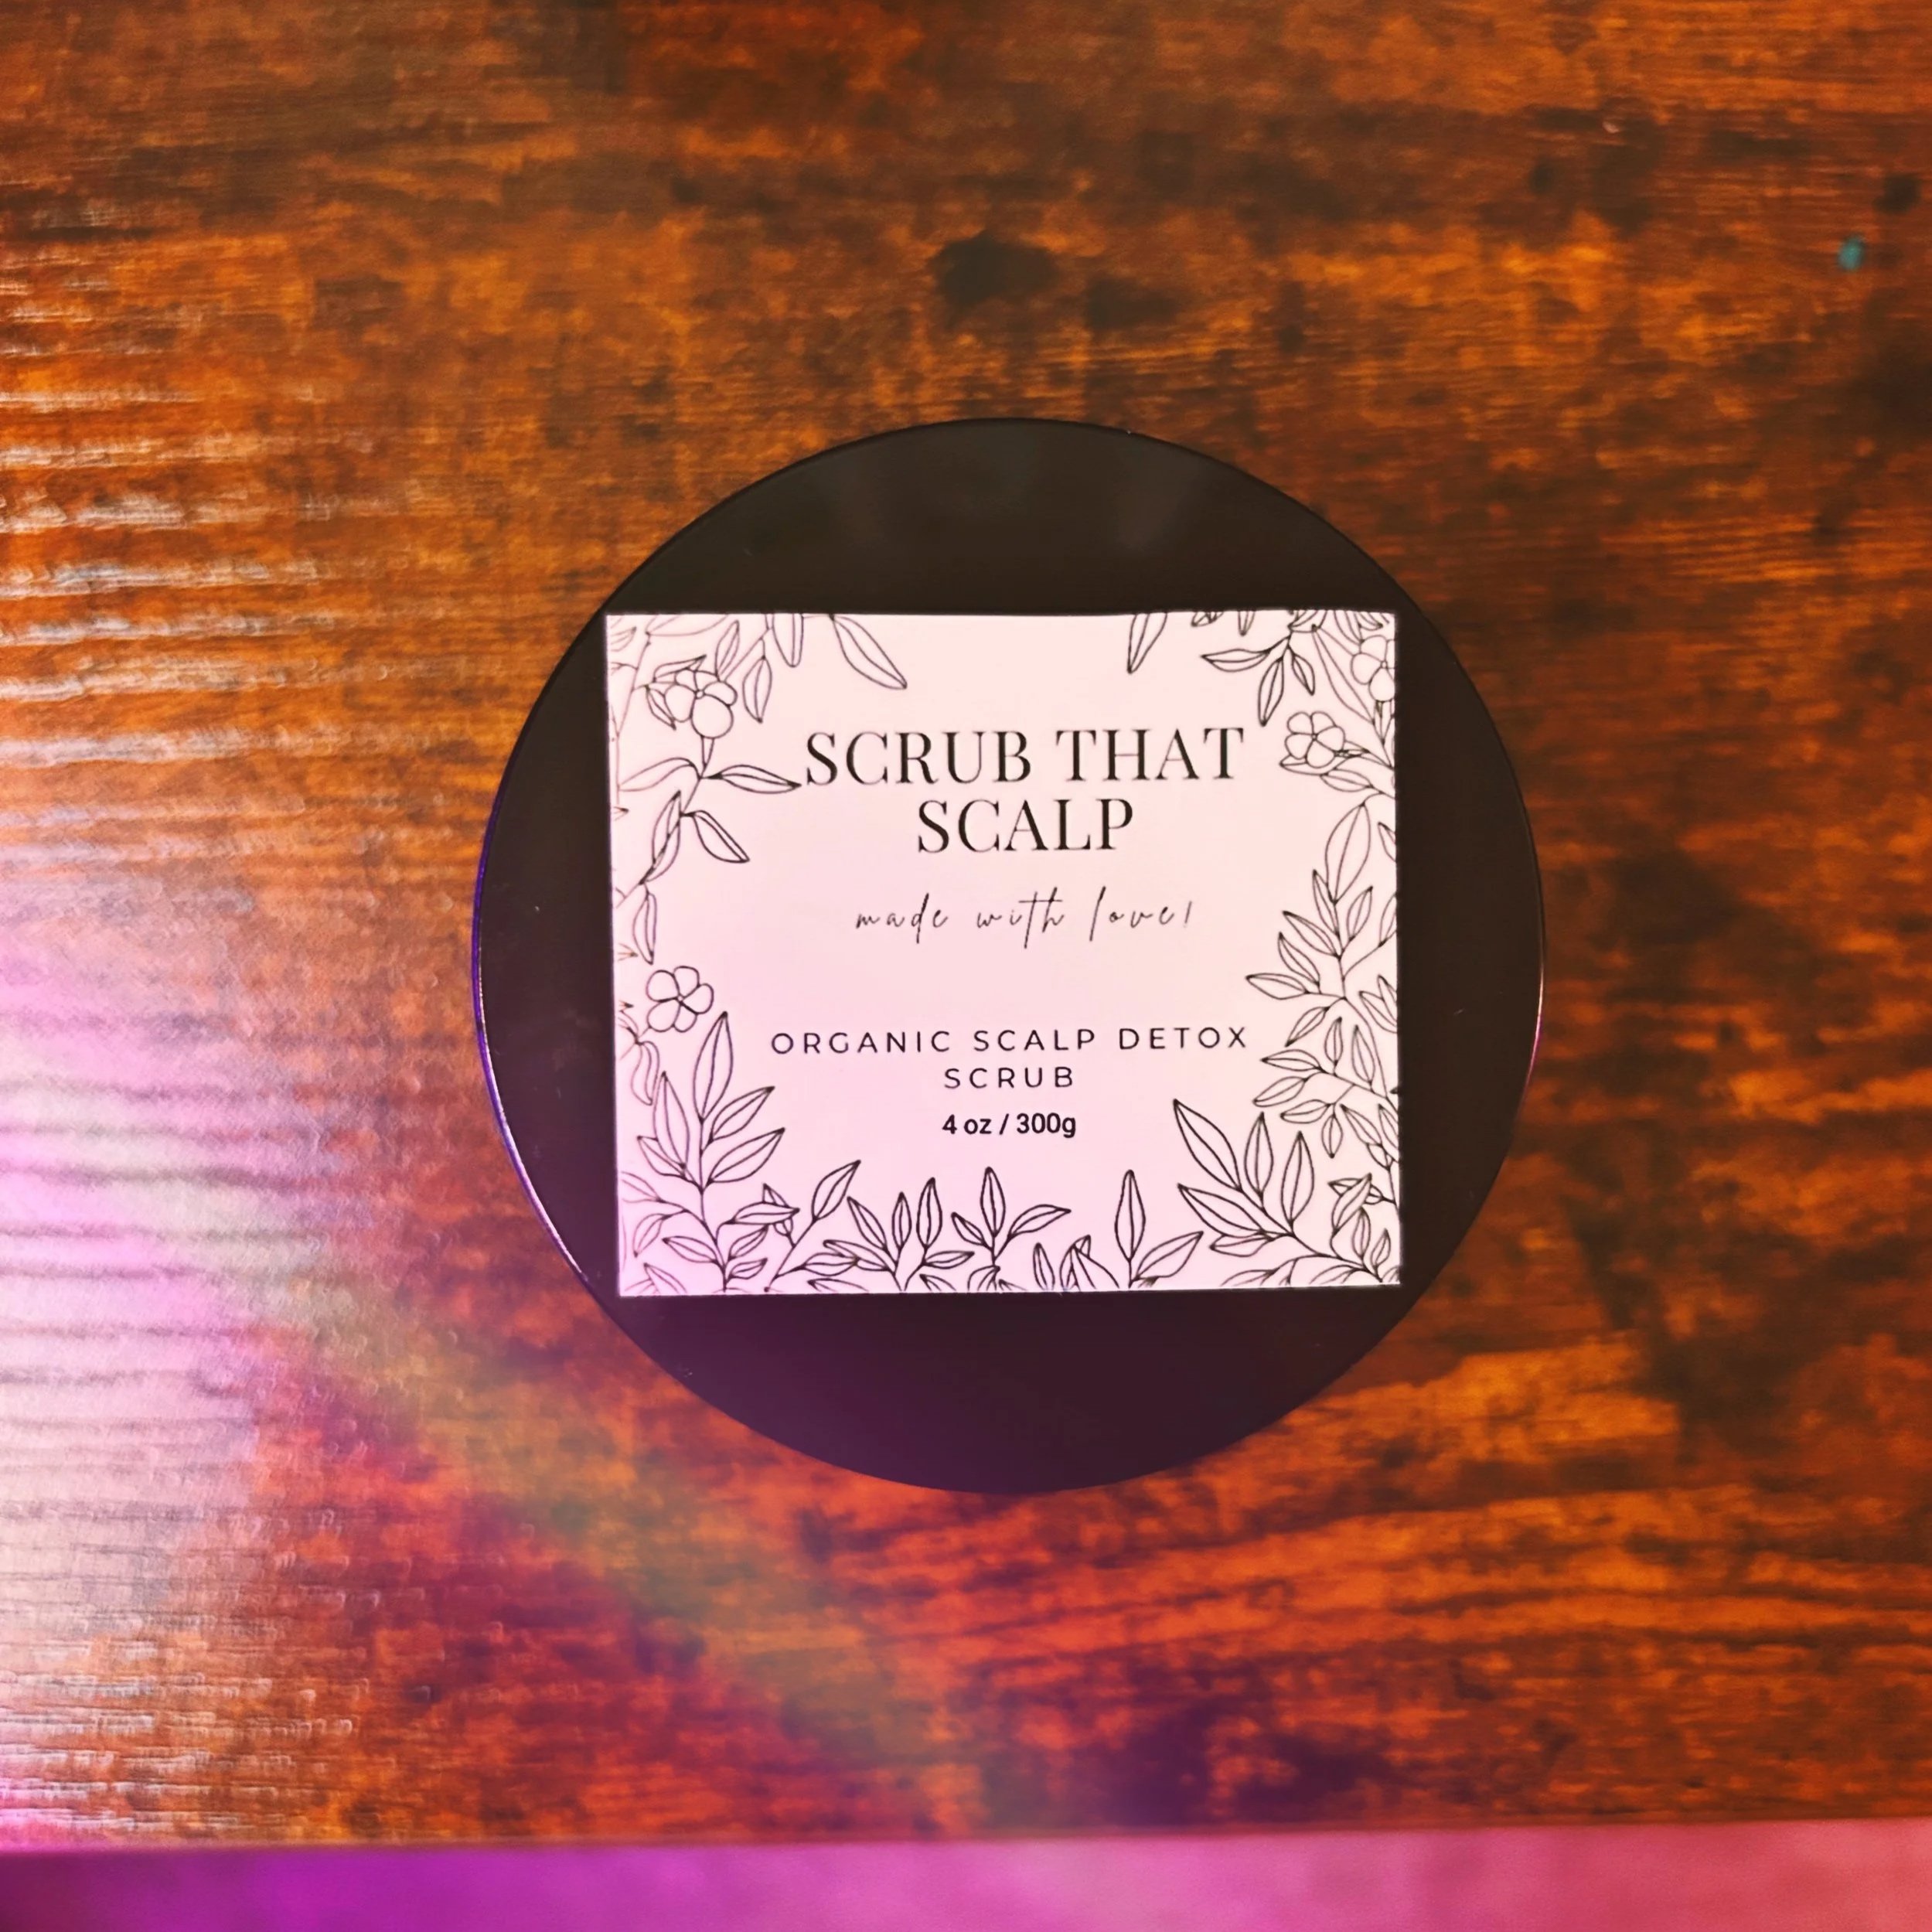 SCRUB THAT
SCALP
made with love!
ORGANIC SCALP DETOX
SCRUB
4 oz / 300g